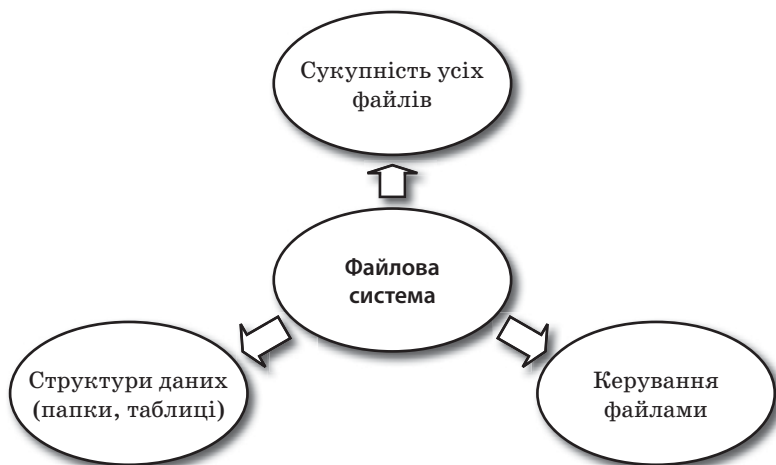 Сукупність усіх
файлів
Файлова
система
Структури даних
(папки, таблиці)
Керування
файлами